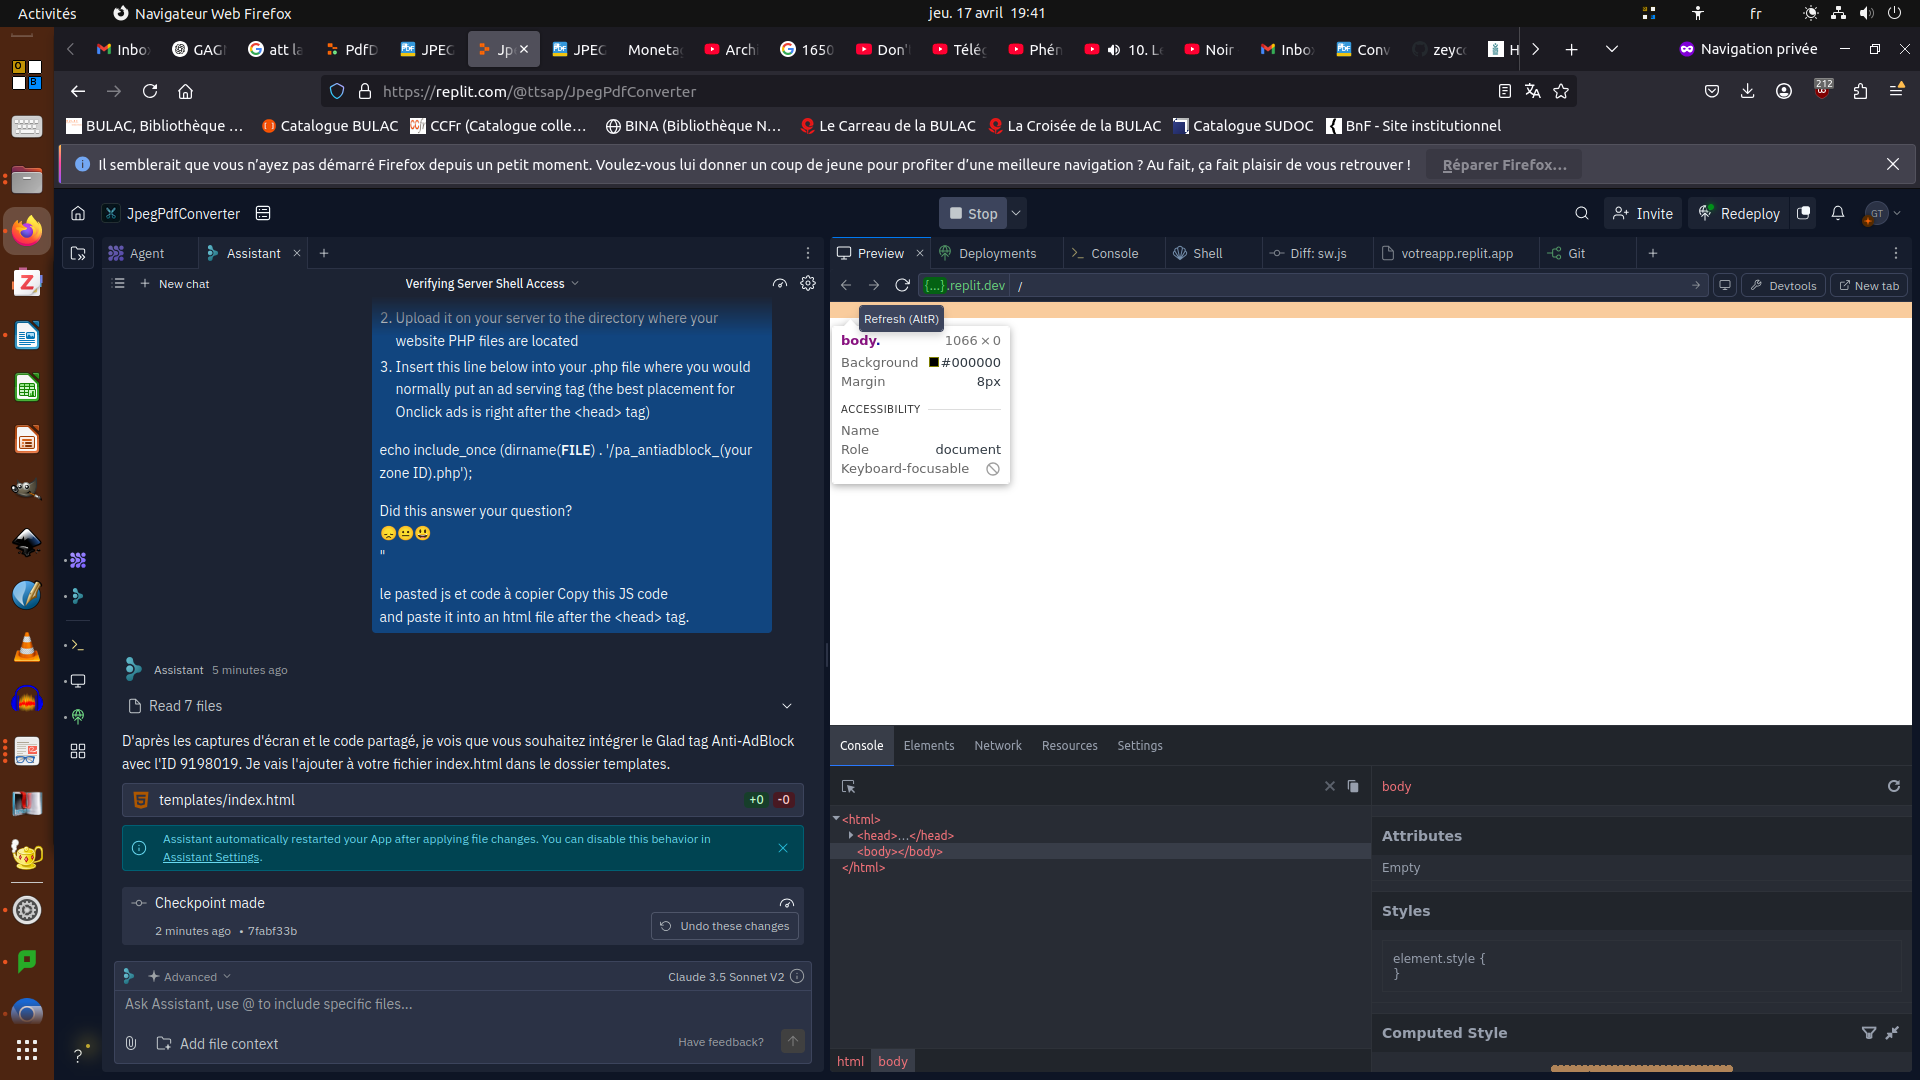 Activités
Navigateur Web Firefox
jeu. 17 avril 19:41
fr
Inbo
GAGI
att la
PdfD
JPEG
Jp
JPEG
Moneta
Archi
1650
Don'
Télé
Phén
10. L
Noir
Inbo
Conv
zeyc
H
Navigation privée
https://replit.com/@ttsap/JpegPdfConverter
212
BULAC, Bibliothèque …
Catalogue BULAC
CCFr (Catalogue colle…
BINA (Bibliothèque N…
Le Carreau de la BULAC
La Croisée de la BULAC
Catalogue SUDOC
BnF - Site institutionnel
Il semblerait que vous n’ayez pas démarré Firefox depuis un petit moment. Voulez-vous lui donner un coup de jeune pour profiter d’une meilleure navigation ? Au fait, ça fait plaisir de vous retrouver !
Réparer Firefox…
JpegPdfConverter
Stop
Invite
Redeploy
GT
Agent
Assistant
New chat
Verifying Server Shell Access
2. Upload it on your server to the directory where your
website PHP files are located
3. Insert this line below into your .php file where you would
normally put an ad serving tag (the best placement for
Onclick ads is right after the <head> tag)
echo include_once (dirname(FILE) . '/pa_antiadblock_(your
zone ID).php');
Did this answer your question?
😞😐😃
"
le pasted js et code à copier Copy this JS code
and paste it into an html file after the <head> tag.
Assistant 5 minutes ago
Read 7 files
D'après les captures d'écran et le code partagé, je vois que vous souhaitez intégrer le Glad tag Anti-AdBlock
avec l'ID 9198019. Je vais l'ajouter à votre fichier index.html dans le dossier templates.
templates/index.html
+0 -0
Assistant automatically restarted your App after applying file changes. You can disable this behavior in
Assistant Settings.
Checkpoint made
2 minutes ago • 7fabf33b
Undo these changes
Advanced
Claude 3.5 Sonnet V2
Ask Assistant, use @ to include specific files...
Add file context
Have feedback?
Preview
Deployments
Console
Shell
Diff: sw.js
votreapp.replit.app
Git
{...}.replit.dev
/
Devtools
New tab
Refresh (AltR)
body. 1066 × 0
Background #000000
Margin 8px
ACCESSIBILITY
Name
Role document
Keyboard-focusable
Console
Elements
Network
Resources
Settings
<html>
<head>…</head>
<body></body>
</html>
html
body
body
Attributes
Empty
Styles
element.style {
}
Computed Style